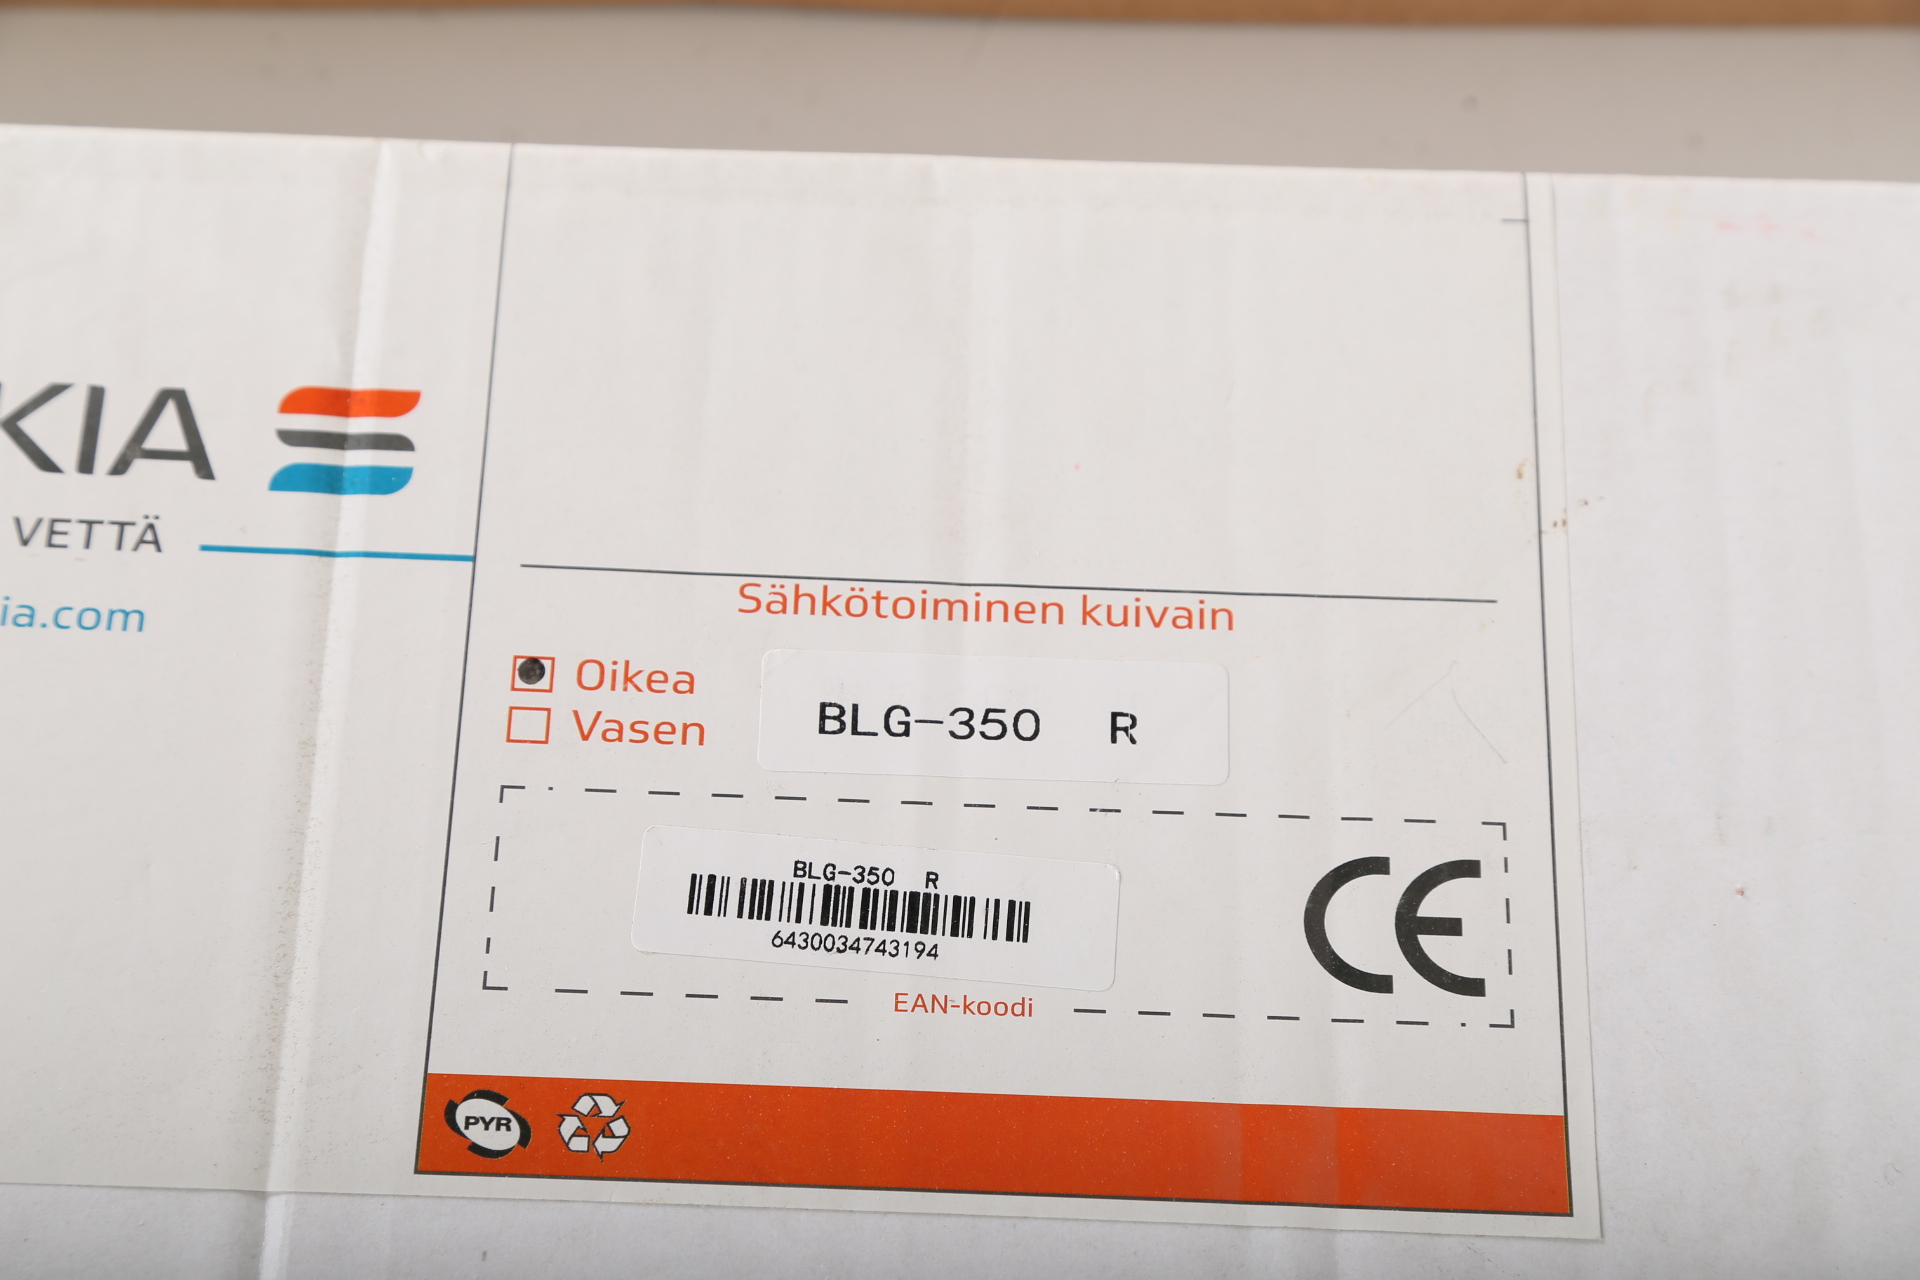 KIA
VETTÄ
ia.com
Sähkötoiminen kuivain
Oikea
Vasen
BLG-350 R
BLG-350 R
6430034743194
CE
EAN-koodi
PYR